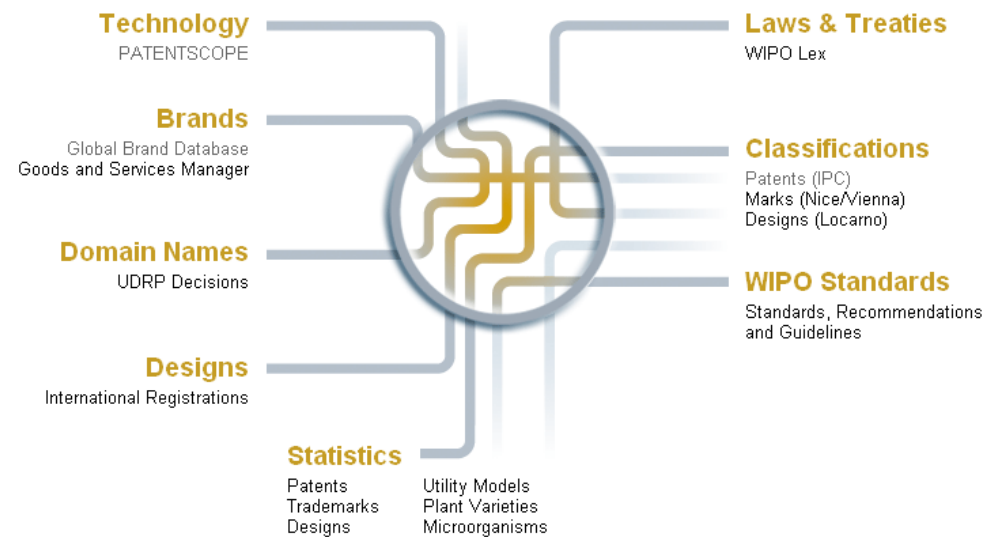 Technology
PATENTSCOPE
Brands
Global Brand Database
Goods and Services Manager
Domain Names
UDRP Decisions
Designs
International Registrations
Statistics
Patents
Trademarks
Designs
Utility Models
Plant Varieties
Microorganisms
Laws & Treaties
WIPO Lex
Classifications
Patents (IPC)
Marks (Nice/Vienna)
Designs (Locarno)
WIPO Standards
Standards, Recommendations
and Guidelines